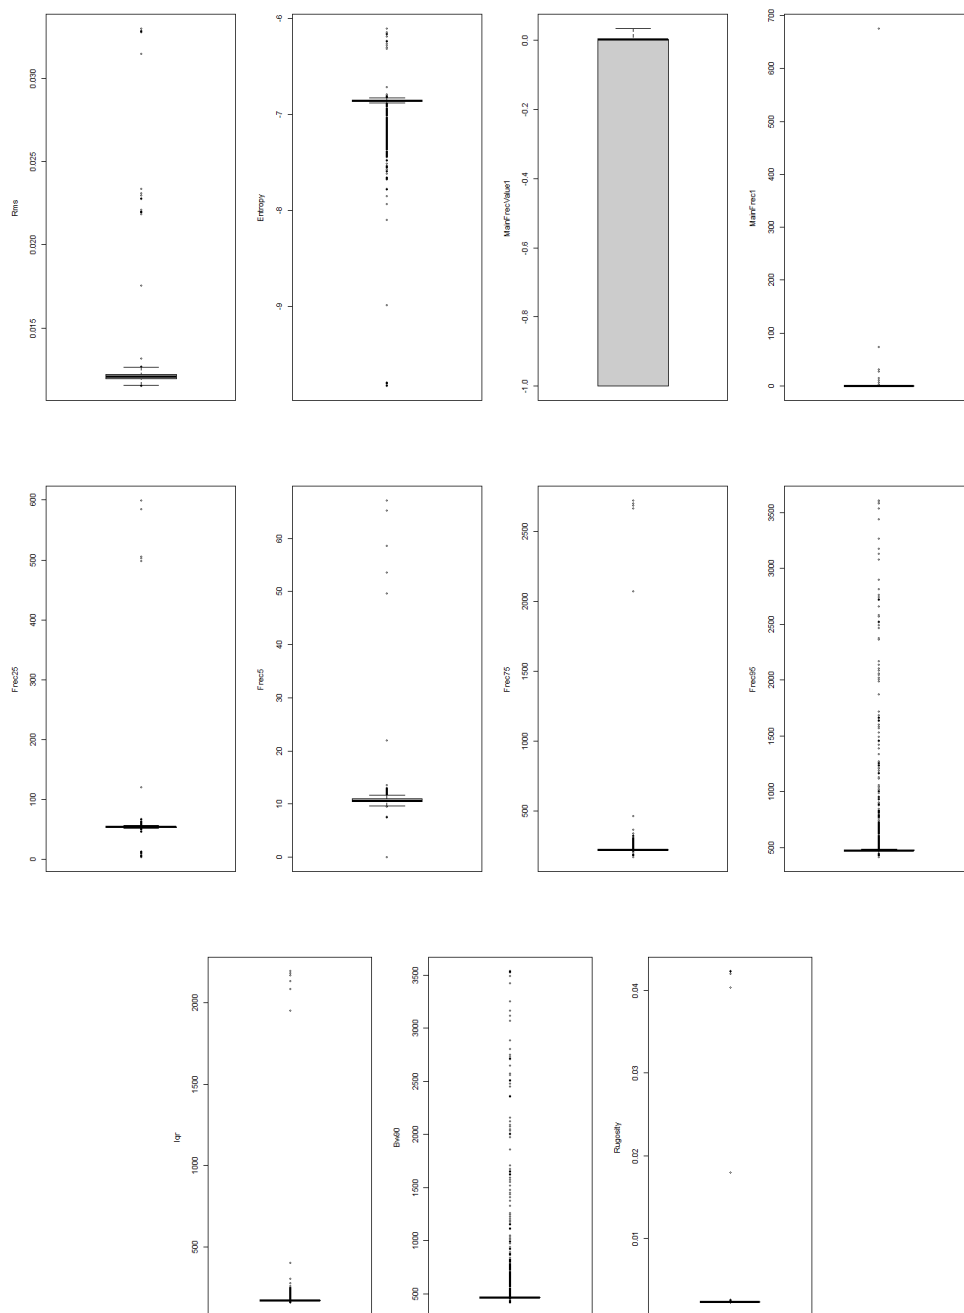 Rms
0.015 0.020 0.025 0.030
Entropy
-9 -8 -7 -6
MainFrecValue1
-1.0 -0.8 -0.6 -0.4 -0.2 0.0
MainFrec1
0 100 200 300 400 500 600 700
Frec25
0 100 200 300 400 500 600
Frec5
0 10 20 30 40 50 60
Frec75
500 1000 1500 2000 2500
Frec95
500 1000 1500 2000 2500 3000 3500
Iqr
500 1000 1500 2000
Bw90
500 1000 1500 2000 2500 3000 3500
Rugosity
0.01 0.02 0.03 0.04